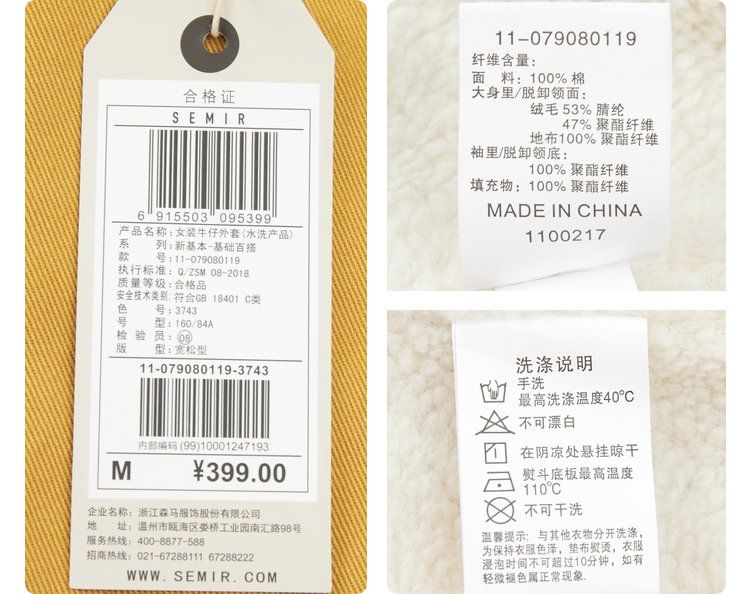 合格证
SEMIR
6 915503 095399
产品名称: 女装牛仔外套(水洗产品)
系 列: 新基本-基础百搭
款 号: 11-079080119
执行标准: Q/ZSM 08-2018
质量等级: 合格品
安全技术类别: 符合GB 18401 C类
色 号: 3743
号 型: 160/84A
检 验 员: 08
版 型: 宽松型
11-079080119-3743
内部编码 (99)10001247193
M ¥399.00
企业名称: 浙江森马服饰股份有限公司
地 址: 温州市瓯海区娄桥工业园南汇路98号
服务热线: 400-8877-588
招商热线: 021-67288111 67288222
WWW. SEMIR. COM
11-079080119
纤维含量:
面 料: 100% 棉
大身里/脱卸领面:
绒毛 53% 腈纶
47% 聚酯纤维
地布100% 聚酯纤维
袖里/脱卸领底:
100% 聚酯纤维
填充物: 100% 聚酯纤维
MADE IN CHINA
1100217
洗涤说明
手洗
最高洗涤温度40℃
不可漂白
在阴凉处悬挂晾干
熨斗底板最高温度
110℃
不可干洗
温馨提示: 与其他衣物分开洗涤,
为保持衣服色泽, 垫布熨烫, 衣服
浸泡时间不可超过10分钟, 如有
轻微褪色属正常现象.